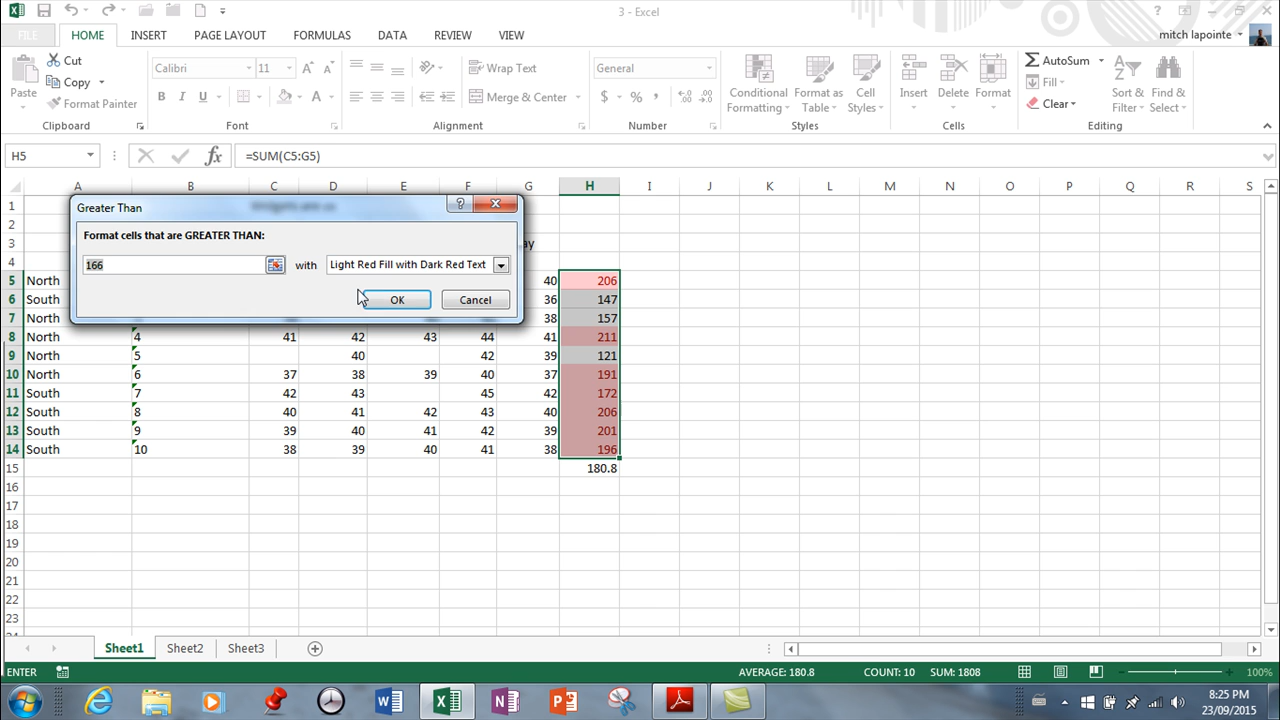 3 - Excel
FILE HOME INSERT PAGE LAYOUT FORMULAS DATA REVIEW VIEW mitch lapointe
Cut
Copy
Format Painter
Paste
Clipboard
Calibri 11
B I U
Font
Wrap Text
Merge & Center
Alignment
General
$ % ,
Number
Conditional Formatting
Format as Table
Cell Styles
Styles
Insert Delete Format
Cells
AutoSum
Fill
Clear
Sort & Filter
Find & Select
Editing
H5 fx =SUM(C5:G5)
A B C D E F G H I J K L M N O P Q R S
1
2
3 ay
4
5 North 40 206
6 South 36 147
7 North 38 157
8 North 4 41 42 43 44 41 211
9 North 5 40 42 39 121
10 North 6 37 38 39 40 37 191
11 South 7 42 43 45 42 172
12 South 8 40 41 42 43 40 206
13 South 9 39 40 41 42 39 201
14 South 10 38 39 40 41 38 196
15 180.8
16
17
18
19
20
21
22
23
24
Greater Than
Format cells that are GREATER THAN:
166 with Light Red Fill with Dark Red Text
OK Cancel
Sheet1 Sheet2 Sheet3
ENTER AVERAGE: 180.8 COUNT: 10 SUM: 1808 100%
8:25 PM
23/09/2015